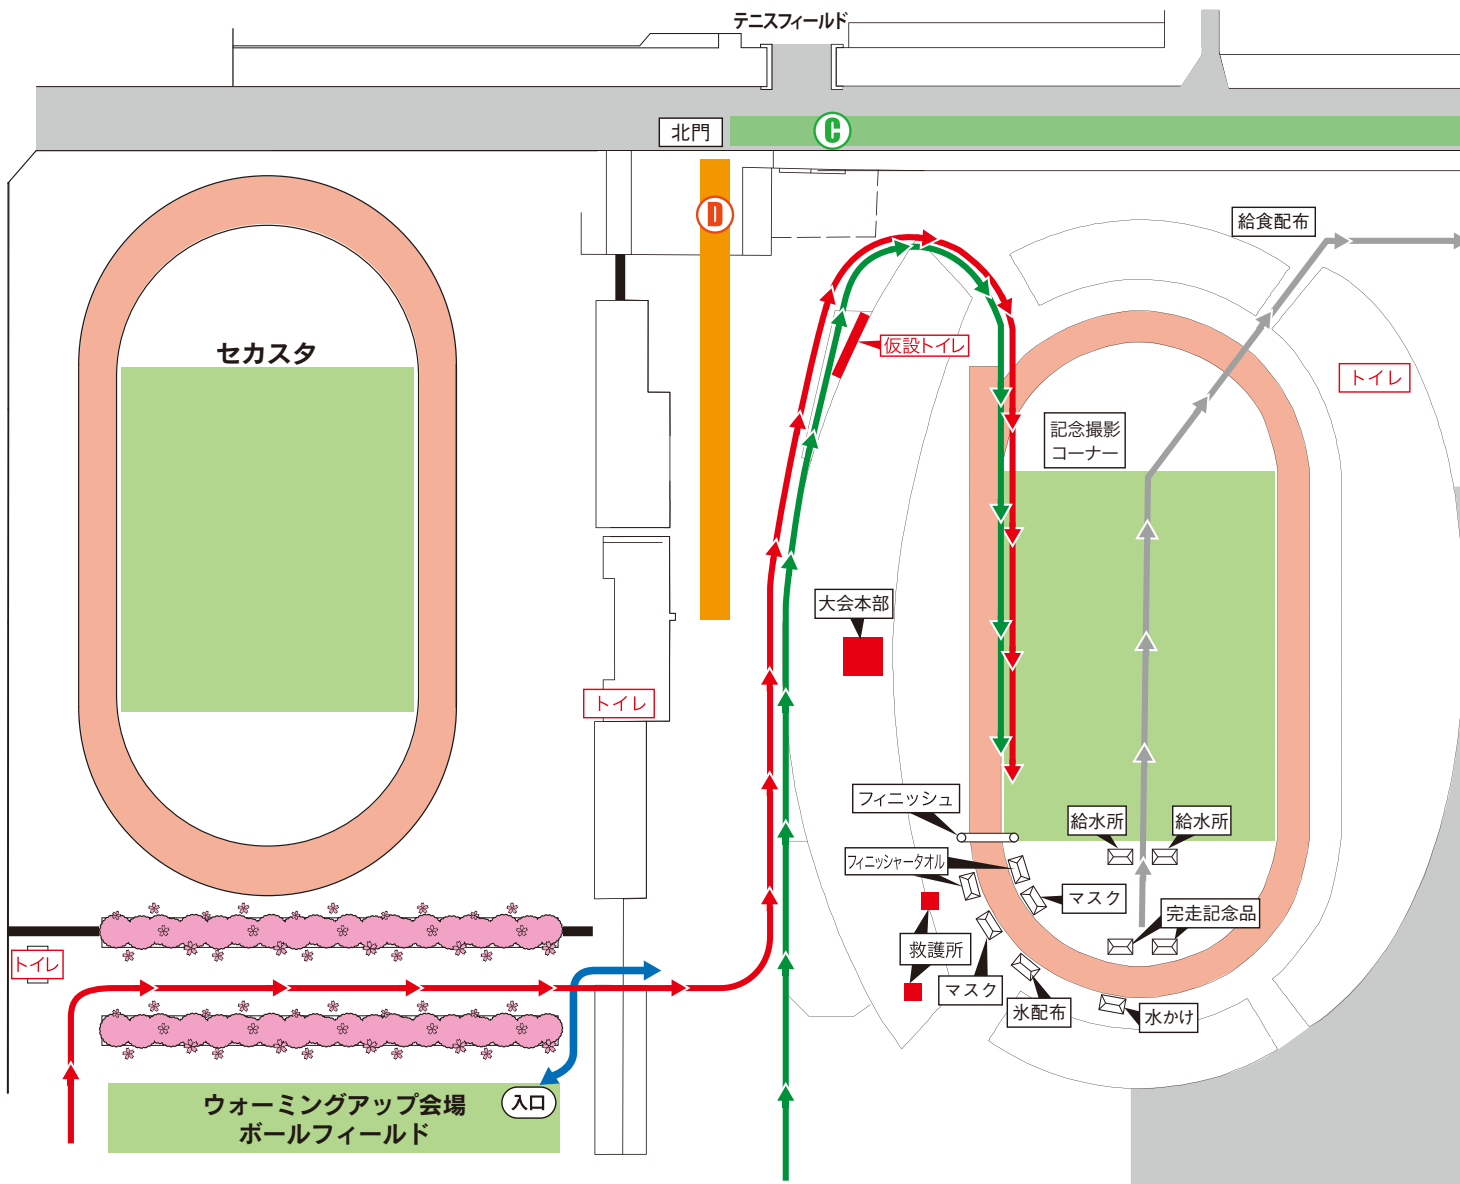 テニスフィールド
北門
C
D
給食配布
セカスタ
仮設トイレ
トイレ
記念撮影
コーナー
大会本部
トイレ
フィニッシュ
給水所
給水所
フィニッシャータオル
マスク
完走記念品
救護所
トイレ
マスク
氷配布
水かけ
ウォーミングアップ会場
ボールフィールド
入口